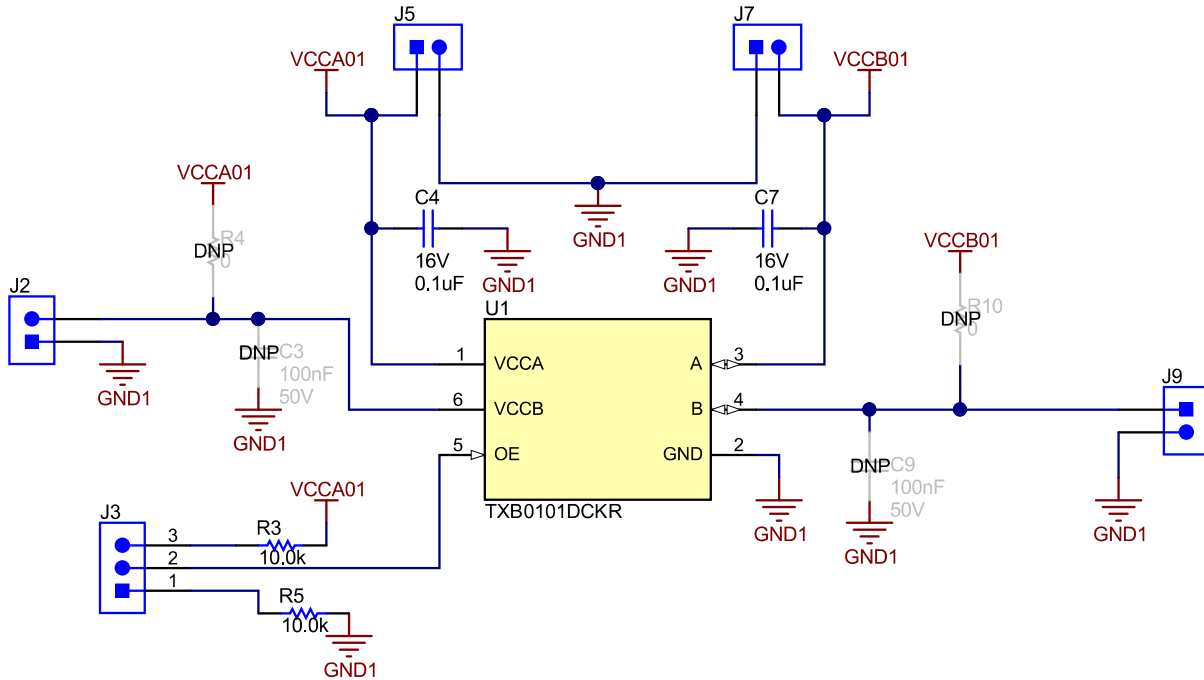 J5
J7
VCCA01
VCCB01
VCCA01
C4
C7
GND1
R4
DNP
0
16V
0.1uF
GND1
GND1
16V
0.1uF
VCCB01
J2
U1
R10
DNP
0
DNP
C3
100nF
50V
1
VCCA
A
3
GND1
6
VCCB
B
4
J9
GND1
5
OE
GND
2
DNP
C9
100nF
50V
VCCA01
TXB0101DCKR
J3
3
R3
10.0k
GND1
GND1
GND1
2
1
R5
10.0k
GND1